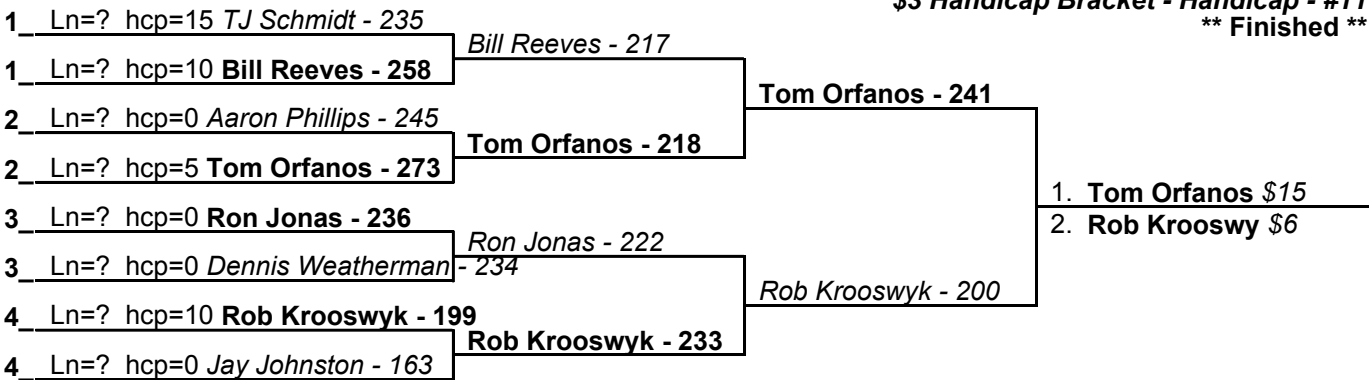 $3 Handicap Bracket - Handicap - #11
** Finished **
1_ Ln=? hcp=15 TJ Schmidt - 235
Bill Reeves - 217
1_ Ln=? hcp=10 Bill Reeves - 258
Tom Orfanos - 241
2_ Ln=? hcp=0 Aaron Phillips - 245
Tom Orfanos - 218
2_ Ln=? hcp=5 Tom Orfanos - 273
1. Tom Orfanos $15
3_ Ln=? hcp=0 Ron Jonas - 236
2. Rob Krooswy $6
Ron Jonas - 222
3_ Ln=? hcp=0 Dennis Weatherman - 234
Rob Krooswyk - 200
4_ Ln=? hcp=10 Rob Krooswyk - 199
Rob Krooswyk - 233
4_ Ln=? hcp=0 Jay Johnston - 163